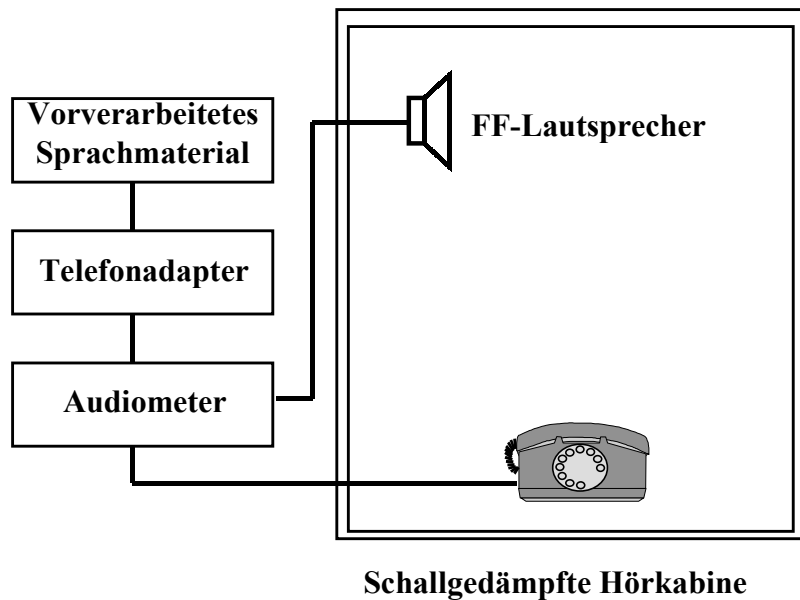 Vorverarbeitetes
Sprachmaterial
FF-Lautsprecher
Telefonadapter
Audiometer
Schallgedämpfte Hörkabine